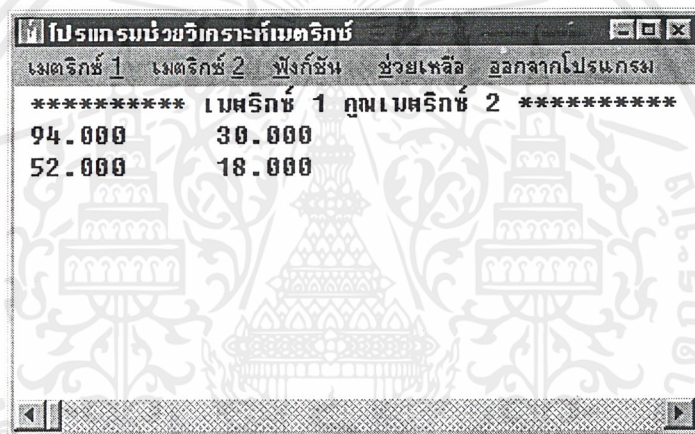 โปรแกรมช่วยวิเคราะห์เมตริกซ์
เมตริกซ์ 1 เมตริกซ์ 2 ฟังก์ชัน ช่วยเหลือ ออกจากโปรแกรม
********** เมตริกซ์ 1 คูณเมตริกซ์ 2 **********
94.000 30.000
52.000 18.000